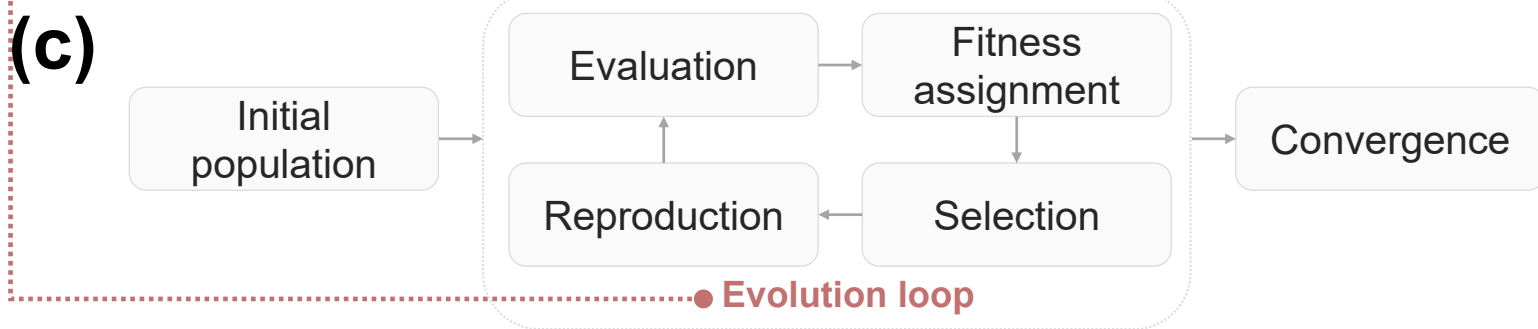 (c)
Initial
population
Evaluation
Fitness
assignment
Reproduction
Selection
Convergence
Evolution loop